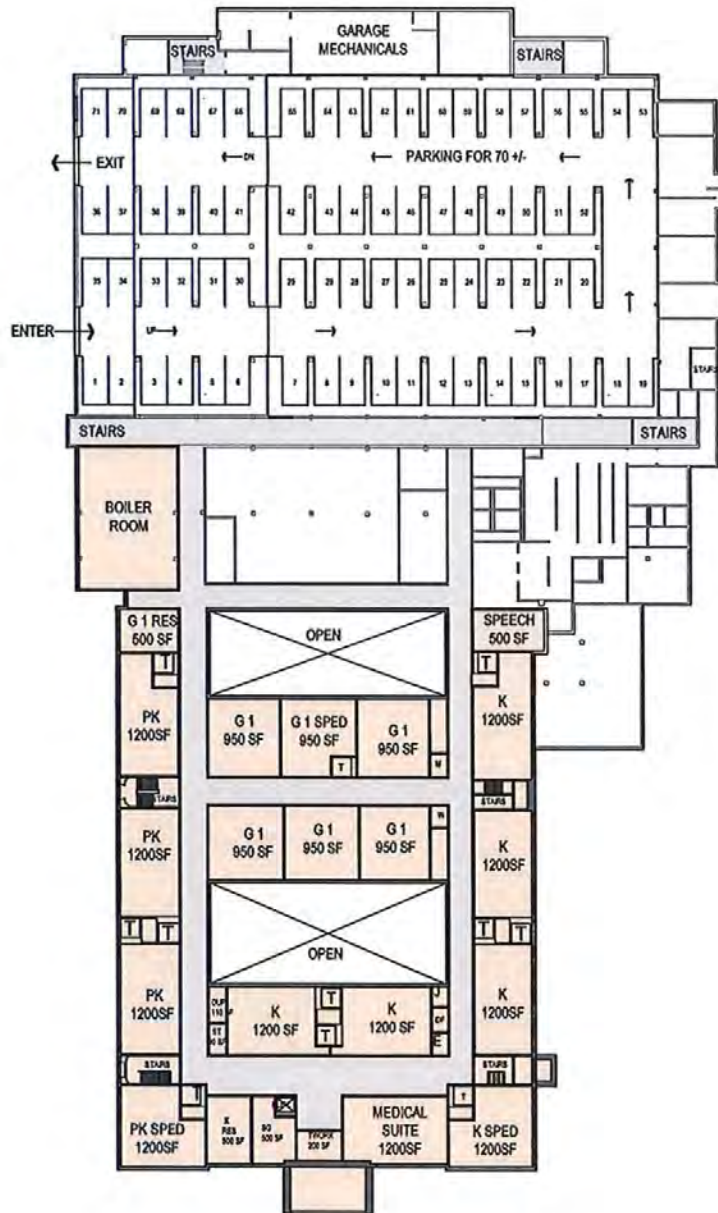 GARAGE
MECHANICALS
STAIRS
STAIRS
71 70 69 68 67 66 65 64 63 62 61 60 59 58 57 56 55 54 53
EXIT
DN
PARKING FOR 70 +/-
36 37 38 39 40 41 42 43 44 45 46 47 48 49 50 51 52
35 34 33 32 31 30 29 28 27 26 25 24 23 22 21 20
ENTER
UP
STAIRS
1 2 3 4 5 6 7 8 9 10 11 12 13 14 15 16 17 18 19
STAIRS
STAIRS
BOILER
ROOM
G 1 RES
500 SF
OPEN
SPEECH
500 SF
T
T
PK
1200SF
G 1
950 SF
G 1 SPED
950 SF
G 1
950 SF
K
1200SF
T
M
STAIRS
STAIRS
PK
1200SF
G 1
950 SF
G 1
950 SF
G 1
950 SF
W
K
1200SF
T T
T T
OPEN
PK
1200SF
K
1200 SF
T
T
K
1200 SF
E
K
1200SF
STAIRS
STAIRS
T
T
PK SPED
1200SF
RES
500 SF
500 SF
200 SF
MEDICAL
SUITE
1200SF
K SPED
1200SF